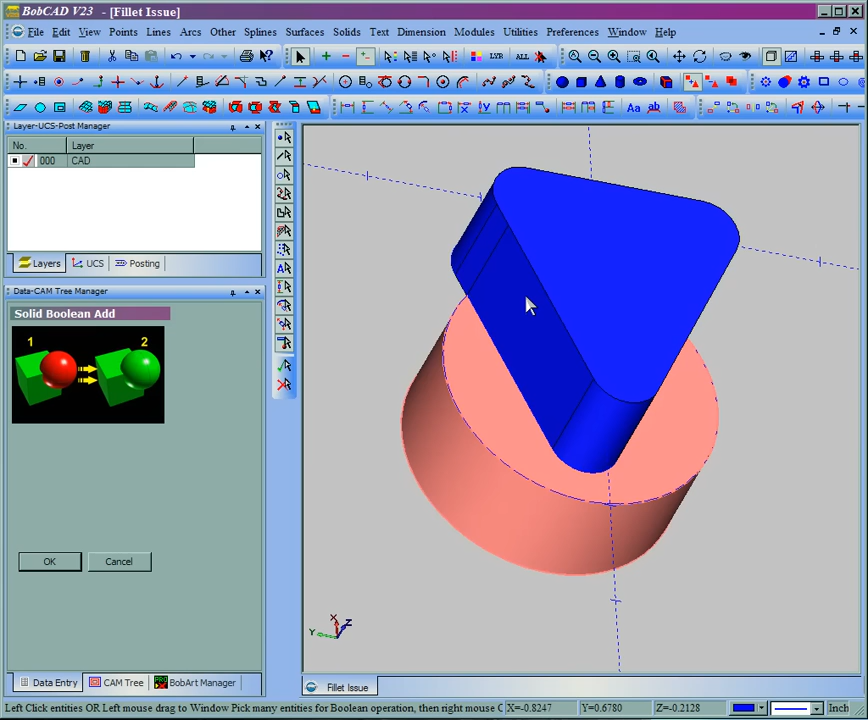 BobCAD V23 - [Fillet Issue]
File Edit View Points Lines Arcs Other Splines Surfaces Solids Text Dimension Modules Utilities Preferences Window Help
LYR ALL
Aa ab
Layer-UCS-Post Manager
No. Layer
000 CAD
Layers UCS Posting
Data-CAM Tree Manager
Solid Boolean Add
1 2
OK Cancel
A
X
Y Z
Data Entry CAM Tree BobArt Manager
Fillet Issue
Left Click entities OR Left mouse drag to Window Pick many entities for Boolean operation, then right mouse C X=-0.8247 Y=0.6780 Z=-0.2128 Inch